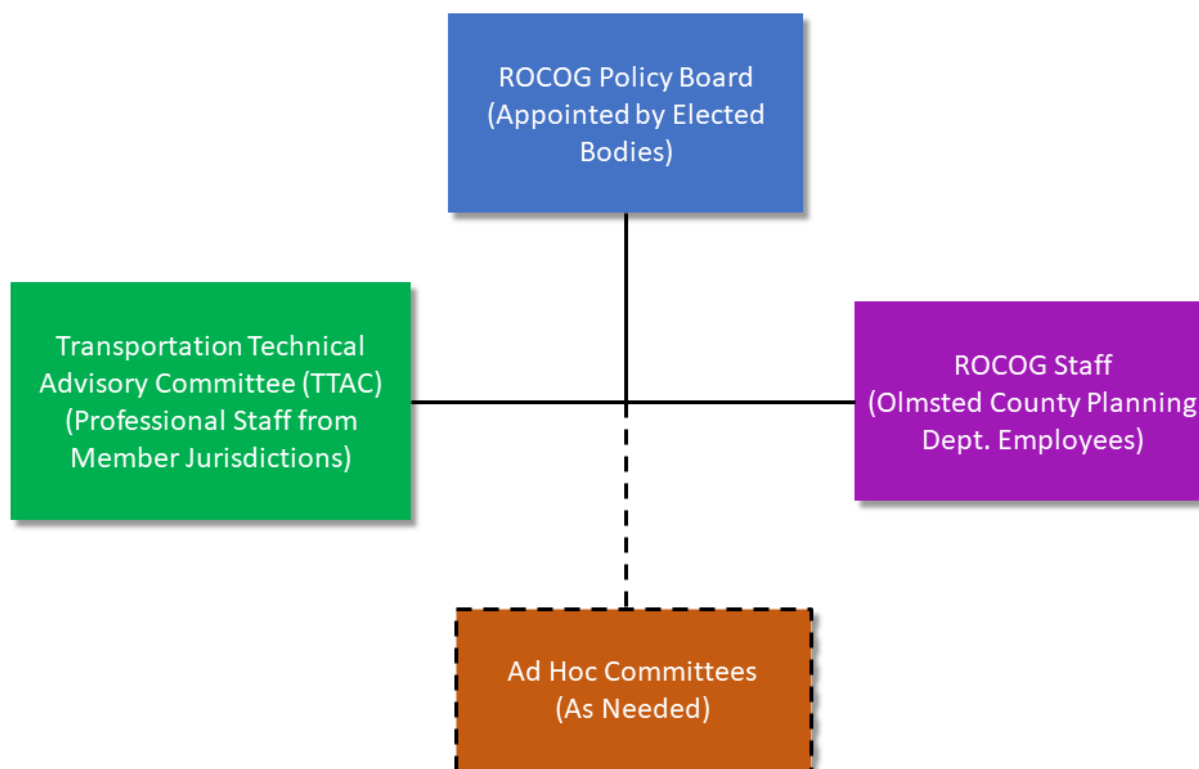 ROCOG Policy Board
(Appointed by Elected
Bodies)
Transportation Technical
Advisory Committee (TTAC)
(Professional Staff from
Member Jurisdictions)
ROCOG Staff
(Olmsted County Planning
Dept. Employees)
Ad Hoc Committees
(As Needed)